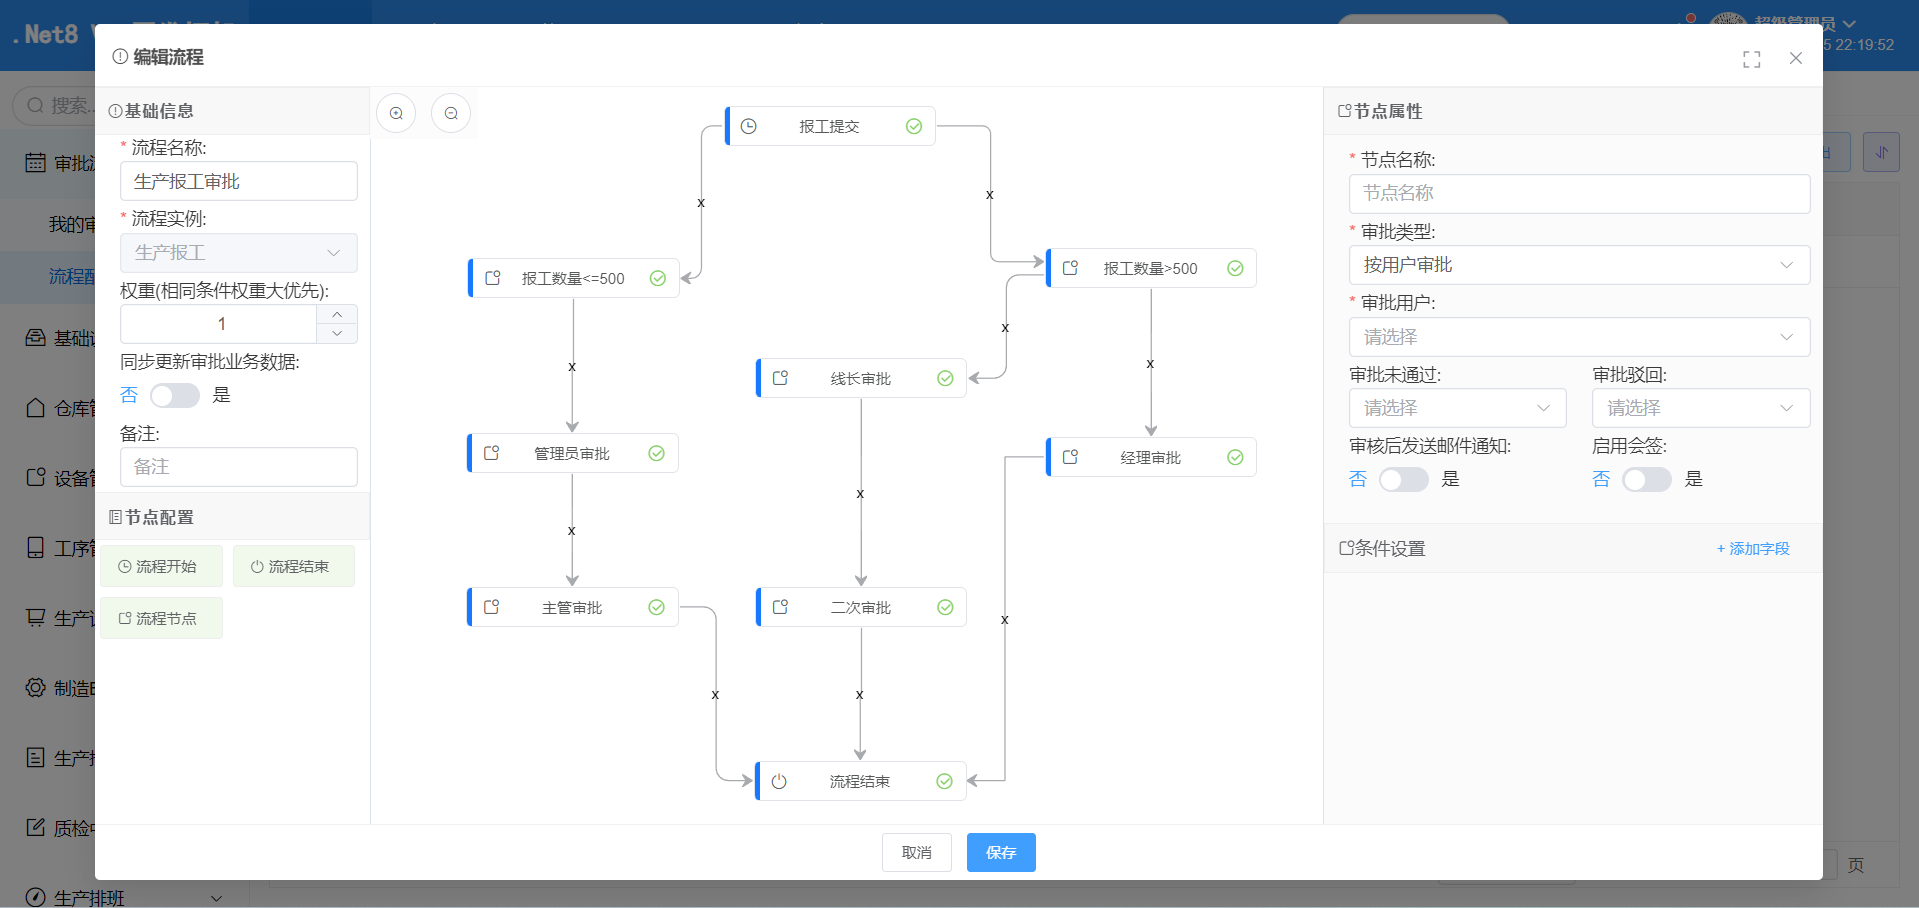 .Net8
超级管理员
5 22:19:52
编辑流程
搜索..
审批
我的审
流程配
基础
仓库管
设备管
工序管
生产
制造
生产
质检中
生产排班
基础信息
* 流程名称:
生产报工审批
* 流程实例:
生产报工
权重(相同条件权重大优先):
1
同步更新审批业务数据:
否 是
备注:
备注
节点配置
流程开始 流程结束
流程节点
报工提交
x
x
报工数量<=500
报工数量>500
x
x
x
线长审批
管理员审批
经理审批
x
x
主管审批
二次审批
x
x
x
流程结束
节点属性
* 节点名称:
节点名称
* 审批类型:
按用户审批
* 审批用户:
请选择
审批未通过: 审批驳回:
请选择 请选择
审核后发送邮件通知: 启用会签:
否 是 否 是
条件设置 + 添加字段
取消 保存
页